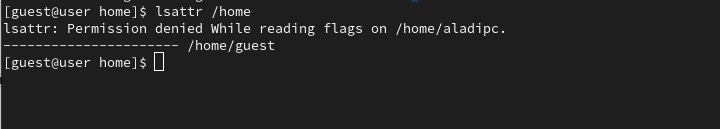 [guest@user home]$ lsattr /home
lsattr: Permission denied While reading flags on /home/aladipc.
---------------------- /home/guest
[guest@user home]$